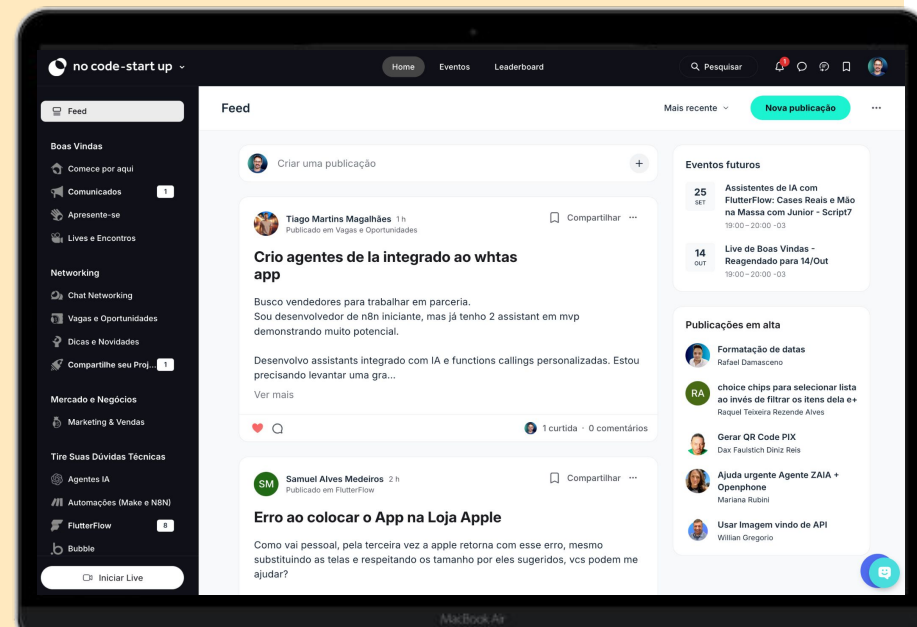 no code-start up
Home
Eventos
Leaderboard
Pesquisar
Feed
Boas Vindas
Comece por aqui
Comunicados 1
Apresente-se
Lives e Encontros
Networking
Chat Networking
Vagas e Oportunidades
Dicas e Novidades
Compartilhe seu Proj... 1
Mercado e Negócios
Marketing & Vendas
Tire Suas Dúvidas Técnicas
Agentes IA
Automações (Make e N8N)
FlutterFlow 8
Bubble
Iniciar Live
Feed
Mais recente
Nova publicação
Criar uma publicação
Tiago Martins Magalhães 1 h
Publicado em Vagas e Oportunidades
Compartilhar
Crio agentes de Ia integrado ao whtas
app
Busco vendedores para trabalhar em parceria.
Sou desenvolvedor de n8n iniciante, mas já tenho 2 assistant em mvp
demonstrando muito potencial.
Desenvolvo assistants integrado com IA e functions callings personalizadas. Estou
precisando levantar uma gra...
Ver mais
1 curtida · 0 comentários
SM
Samuel Alves Medeiros 2 h
Publicado em FlutterFlow
Compartilhar
Erro ao colocar o App na Loja Apple
Como vai pessoal, pela terceira vez a apple retorna com esse erro, mesmo
substituindo as telas e respeitando os tamanho por eles sugeridos, vcs podem me
ajudar?
Eventos futuros
25
SET
Assistentes de IA com
FlutterFlow: Cases Reais e Mão
na Massa com Junior - Script7
19:00 – 20:00 -03
14
OUT
Live de Boas Vindas -
Reagendado para 14/Out
19:00 – 20:00 -03
Publicações em alta
Formatação de datas
Rafael Damasceno
RA
choice chips para selecionar lista
ao invés de filtrar os itens dela e+
Raquel Teixeira Rezende Alves
Gerar QR Code PIX
Dax Faulstich Diniz Reis
Ajuda urgente Agente ZAIA +
Openphone
Mariana Rubini
Usar Imagem vindo de API
Willian Gregorio
MacBook Air